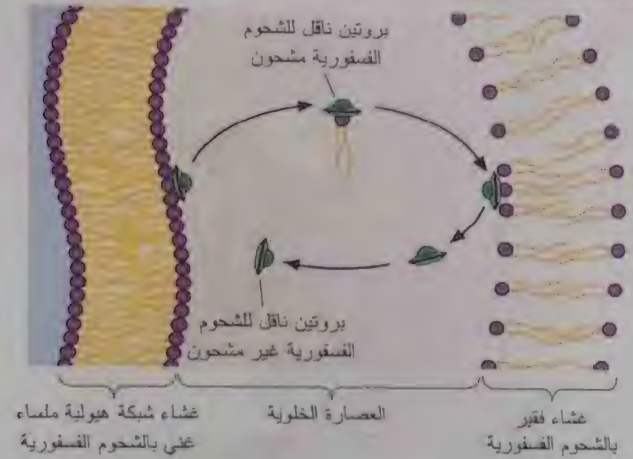 بروتين ناقل للشحوم
الفسفورية مشحون
بروتين ناقل للشحوم
الفسفورية غير مشحون
غشاء شبكة هيولية ملساء
غني بالشحوم الفسفورية
العصارة الخلوية
غشاء فقير
بالشحوم الفسفورية